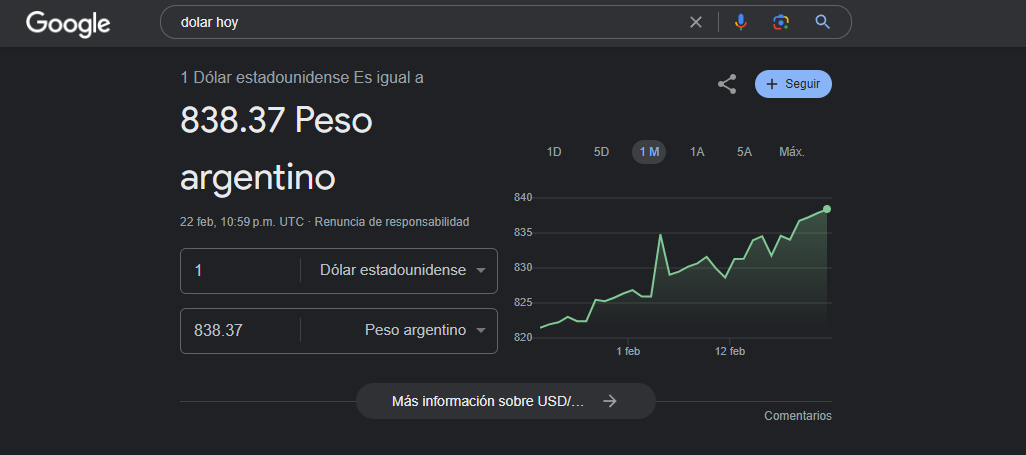 Google
dolar hoy
1 Dólar estadounidense Es igual a
838.37 Peso
argentino
22 feb, 10:59 p.m. UTC · Renuncia de responsabilidad
1 Dólar estadounidense
838.37 Peso argentino
Seguir
1D 5D 1 M 1A 5A Máx.
840
835
830
825
820
1 feb 12 feb
Más información sobre USD/…
Comentarios